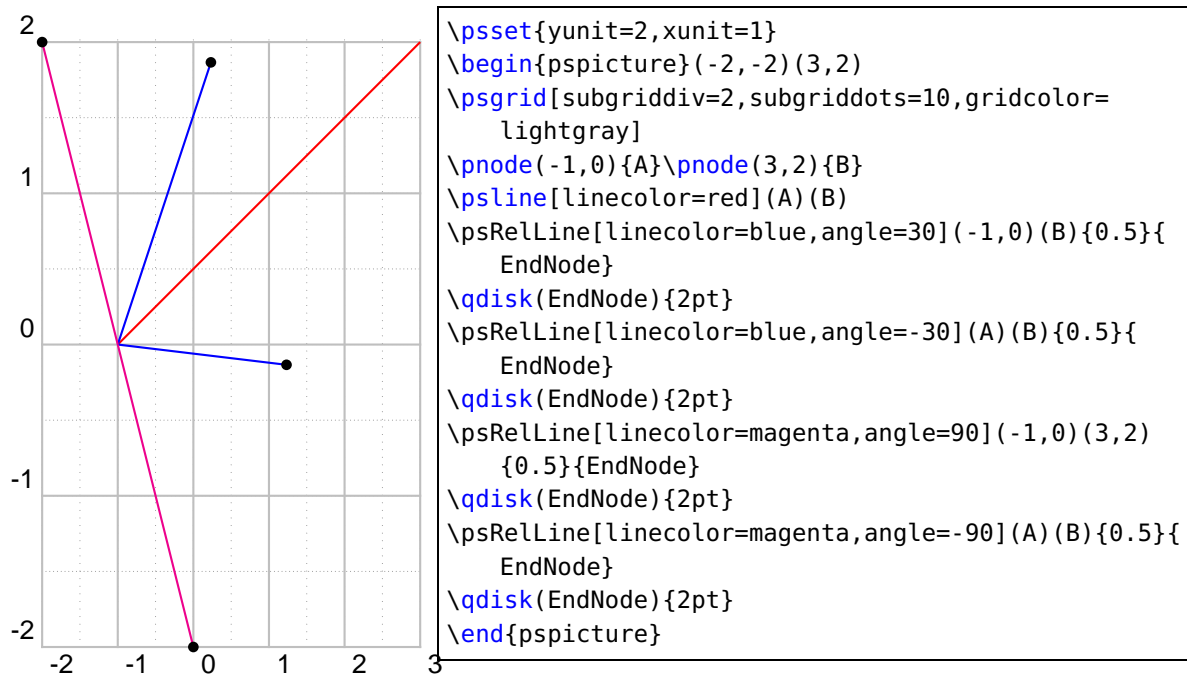 2
1
0
-1
-2
-2 -1 0 1 2 3
\psset{yunit=2,xunit=1}
\begin{pspicture}(-2,-2)(3,2)
\psgrid[subgriddiv=2,subgriddots=10,gridcolor=
lightgray]
\pnode(-1,0){A}\pnode(3,2){B}
\psline[linecolor=red](A)(B)
\psRelLine[linecolor=blue,angle=30](-1,0)(B){0.5}{
EndNode}
\qdisk(EndNode){2pt}
\psRelLine[linecolor=blue,angle=-30](A)(B){0.5}{
EndNode}
\qdisk(EndNode){2pt}
\psRelLine[linecolor=magenta,angle=90](-1,0)(3,2)
{0.5}{EndNode}
\qdisk(EndNode){2pt}
\psRelLine[linecolor=magenta,angle=-90](A)(B){0.5}{
EndNode}
\qdisk(EndNode){2pt}
\end{pspicture}